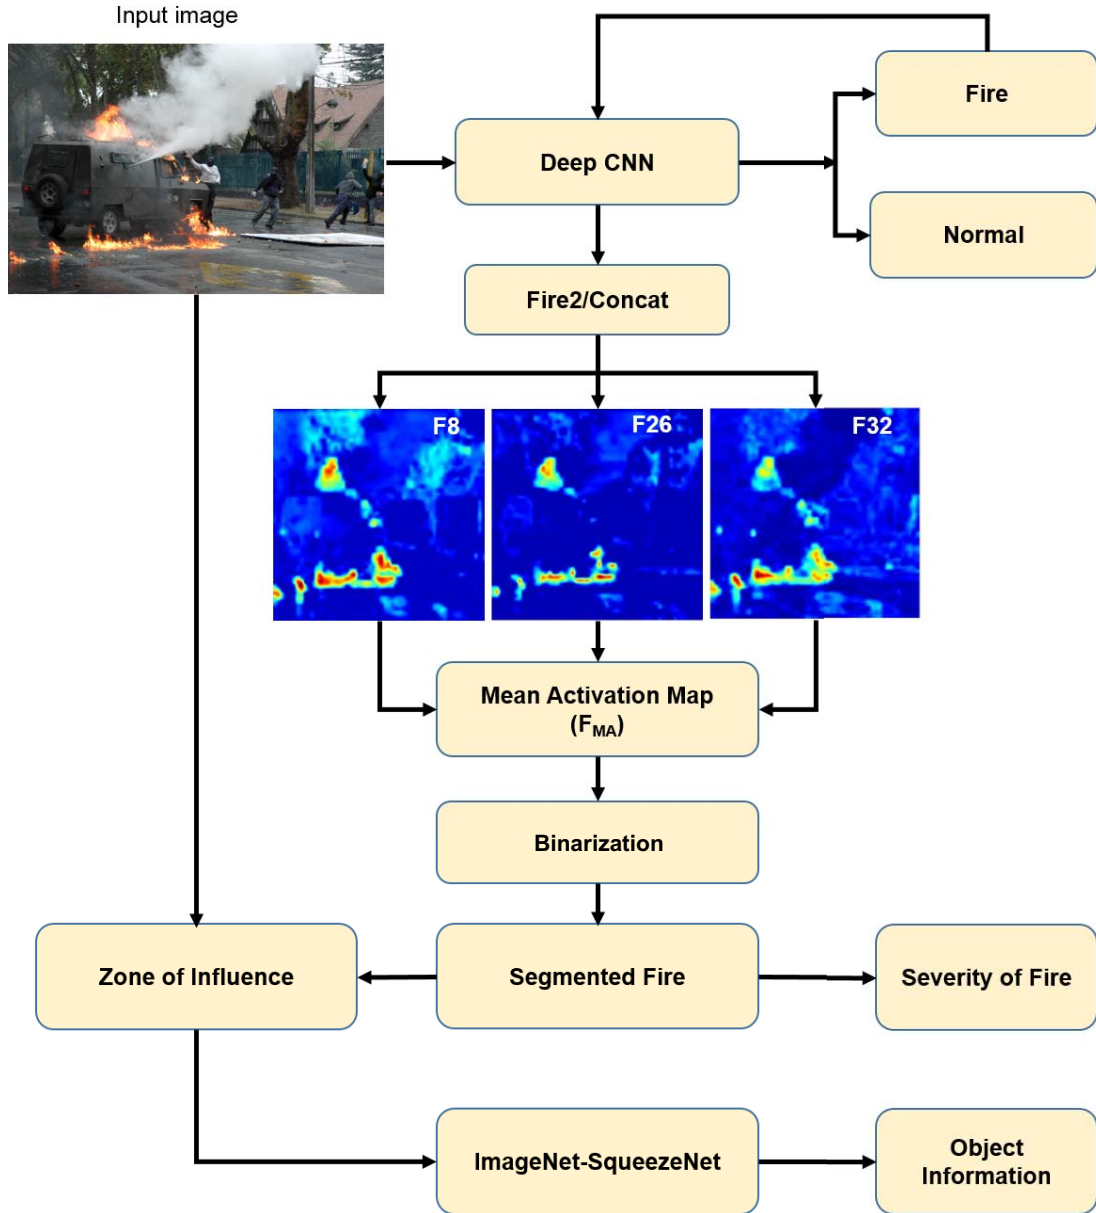 Input image
Fire
Deep CNN
Normal
Fire2/Concat
F8
F26
F32
Mean Activation Map
(FMA)
Binarization
Zone of Influence
Segmented Fire
Severity of Fire
ImageNet-SqueezeNet
Object
Information